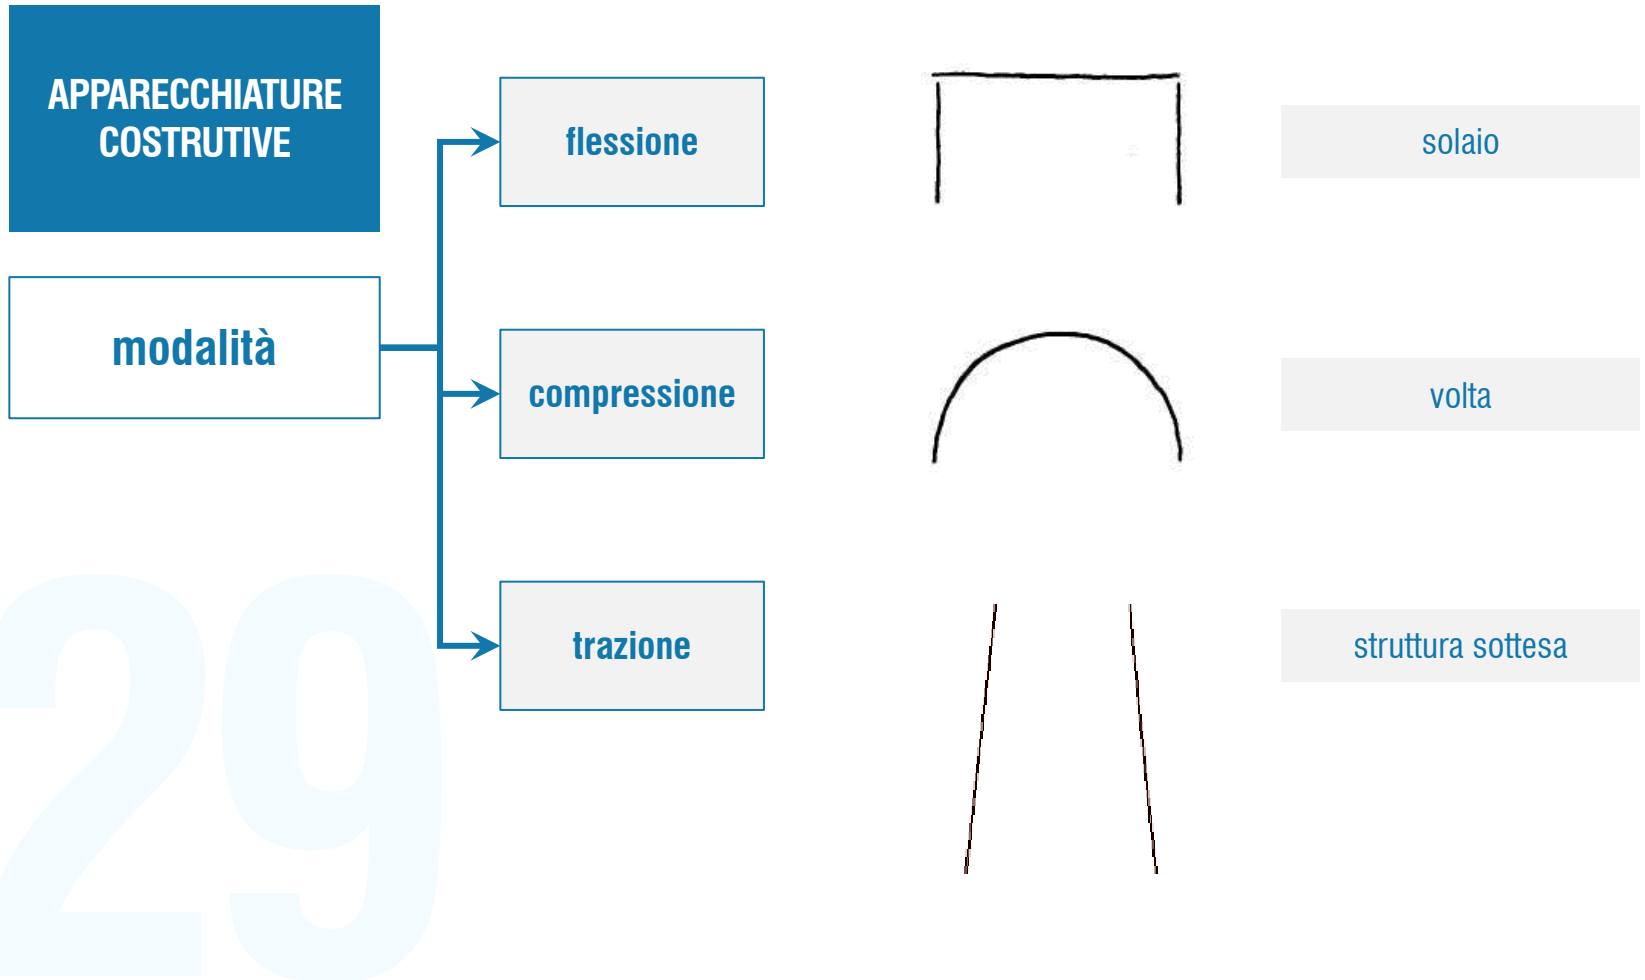 APPARECCHIATURE
COSTRUTIVE
modalità
flessione
solaio
compressione
volta
trazione
struttura sottesa
29